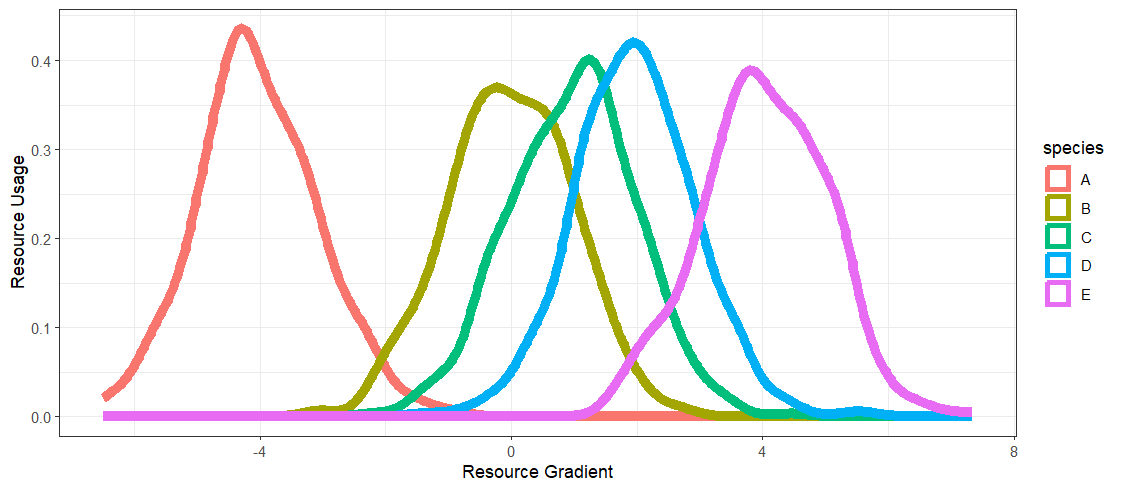 Resource Usage
0.4
0.3
0.2
0.1
0.0
-4
0
4
8
Resource Gradient
species
A
B
C
D
E